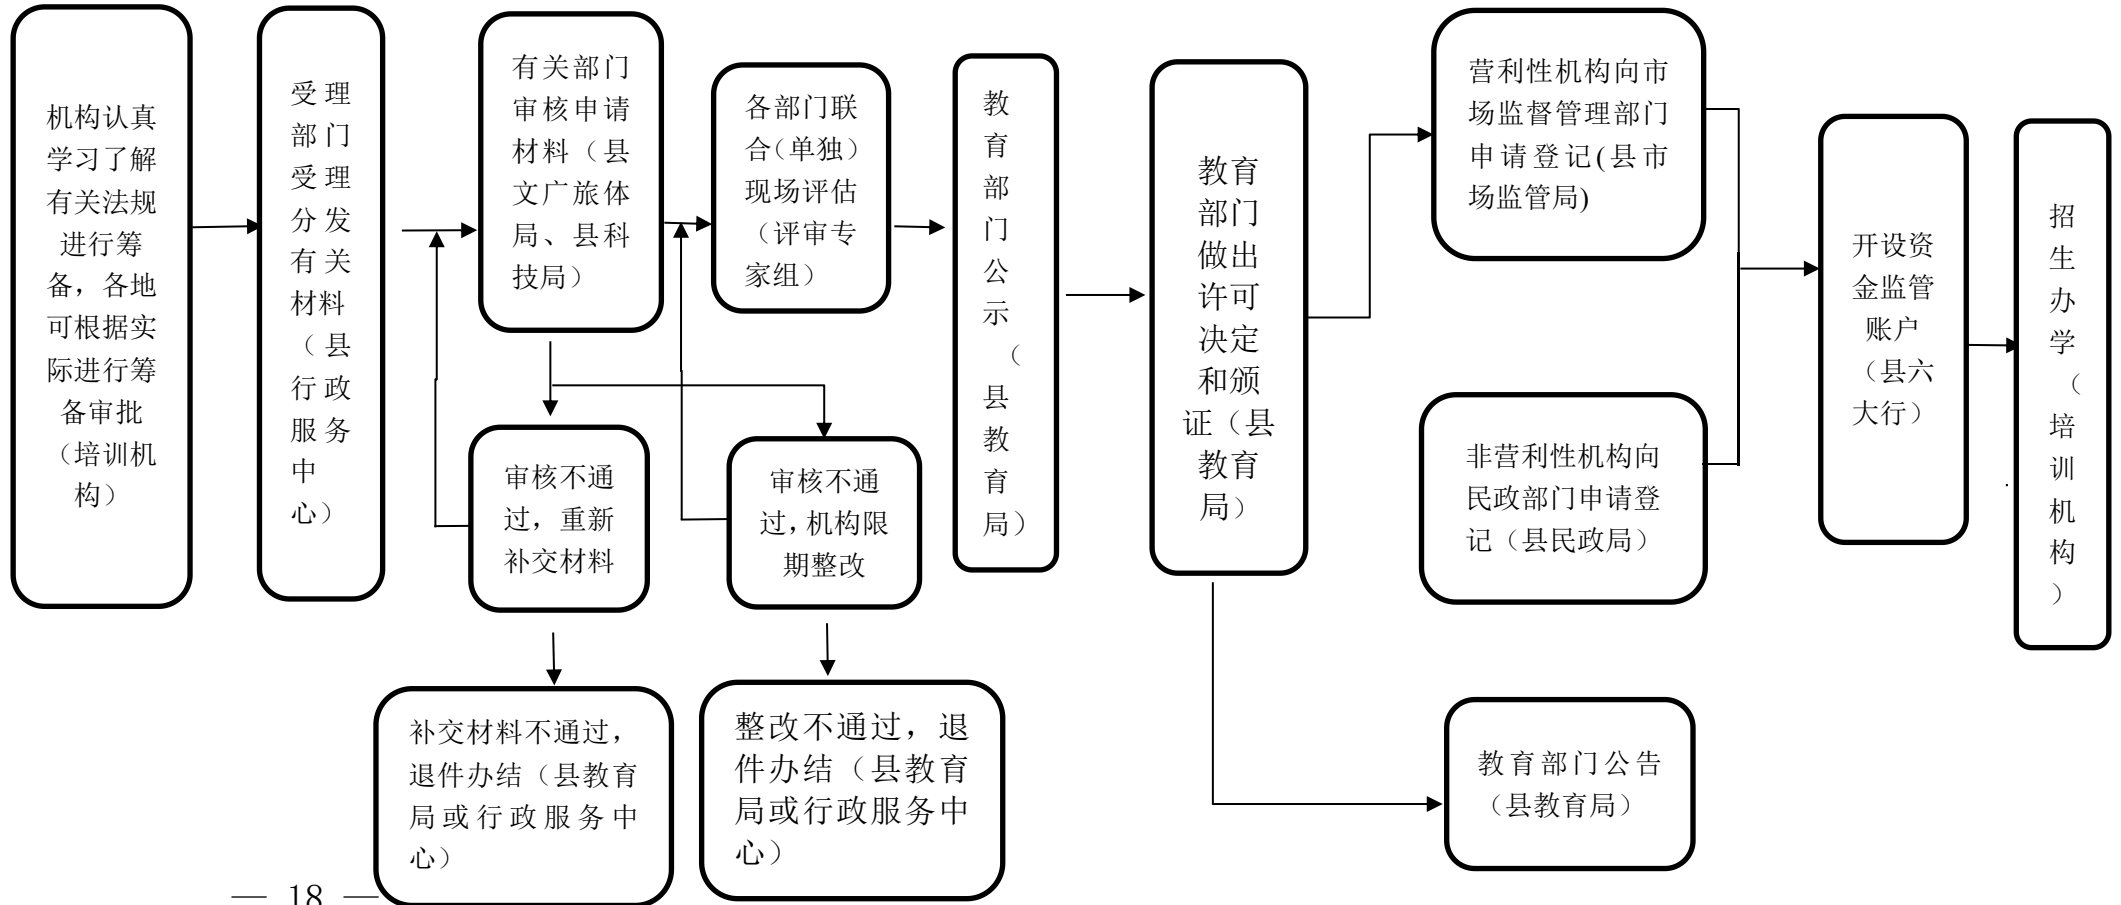 机构认真
学习了解
有关法规
进行筹
备，各地
可根据实
际进行筹
备审批
（培训机
构）
受理
部门
受理
分发
有关
材料
（县
行政
服务
中
心）
有关部门
审核申请
材料（县
文广旅体
局、县科
技局）
各部门联
合（单独）
现场评估
（评审专
家组）
审核不通
过，重新
补交材料
审核不通
过，机构限
期整改
补交材料不通过，
退件办结（县教育
局或行政服务中
心）
整改不通过，退
件办结（县教育
局或行政服务中
心）
教
育
部
门
公
示
（
县
教
育
局）
教育
部门
做出
许可
决定
和颁
证（县
教育
局）
营利性机构向市
场监督管理部门
申请登记(县市
场监管局)
非营利性机构向
民政部门申请登
记（县民政局）
教育部门公告
（县教育局）
开设资
金监管
账户
（县六
大行）
招
生
办
学
（
培
训
机
构
）
— 18 —